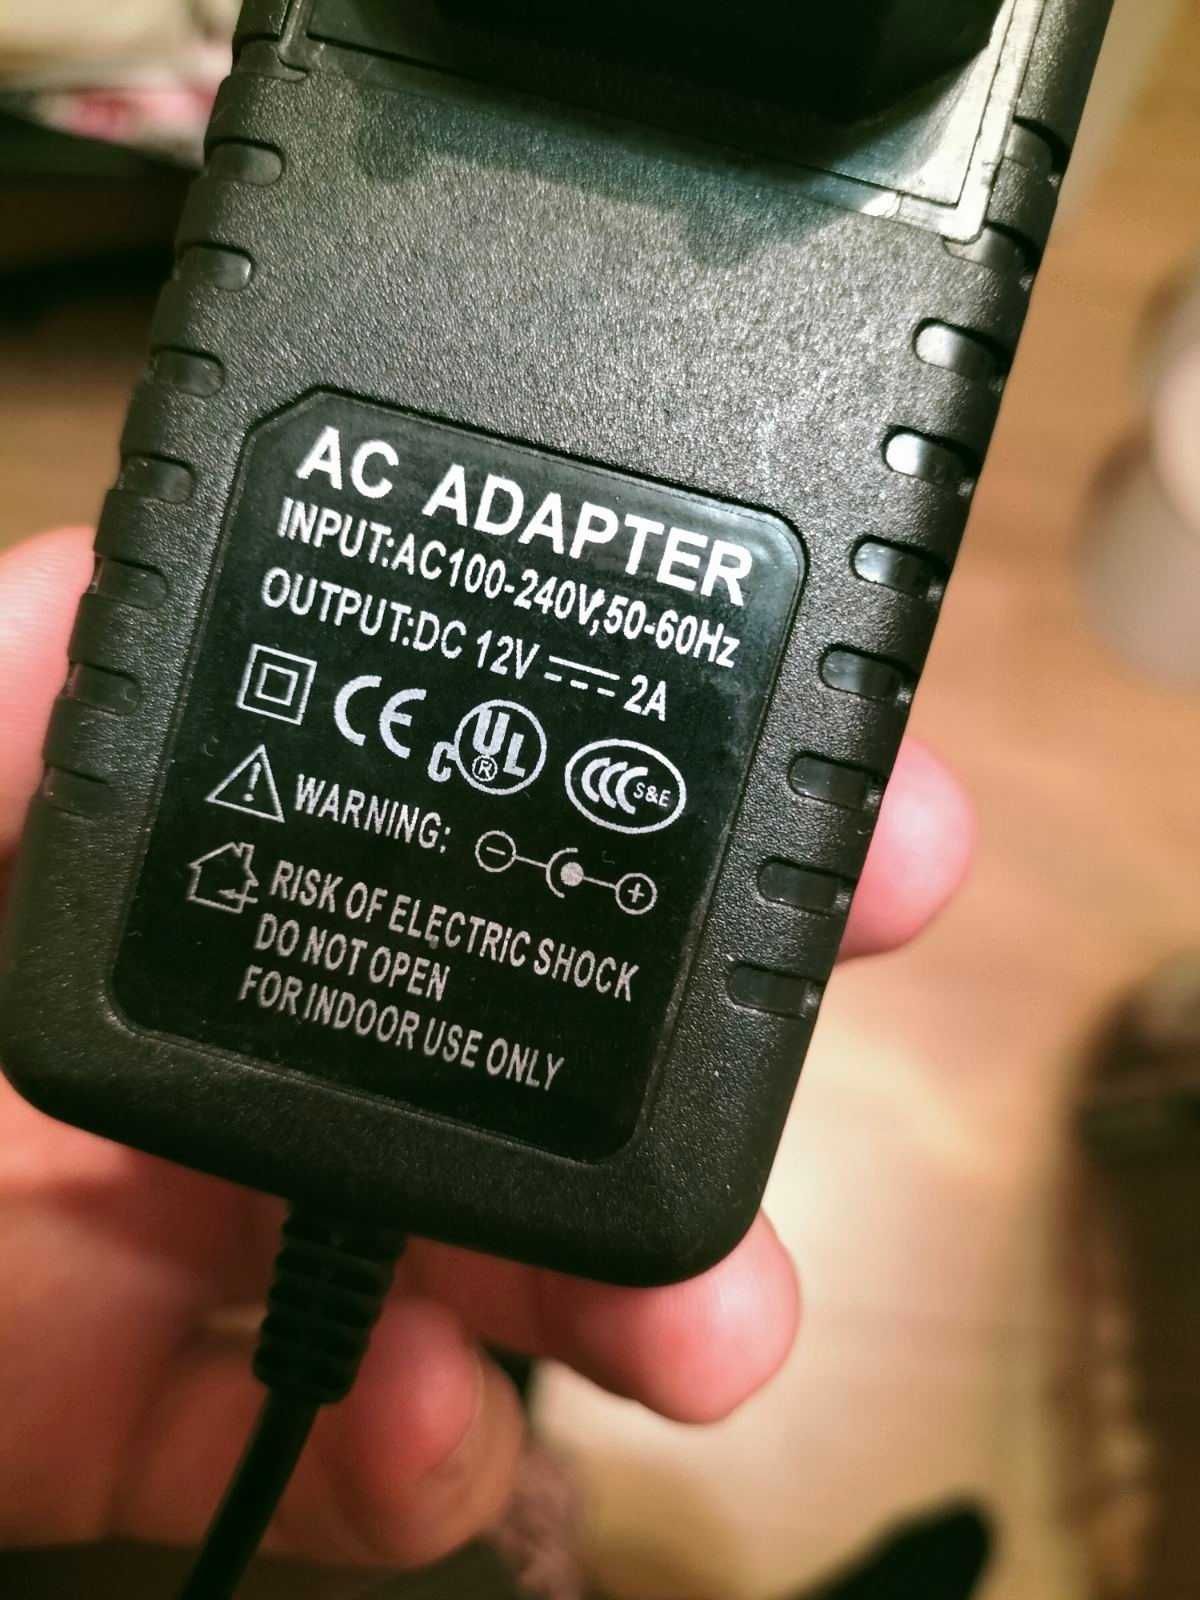 AC ADAPTER
INPUT:AC100-240V,50-60Hz
OUTPUT:DC 12V ⎓ 2A
CE c UL ® CCC S&E
WARNING: - +
RISK OF ELECTRIC SHOCK
DO NOT OPEN
FOR INDOOR USE ONLY